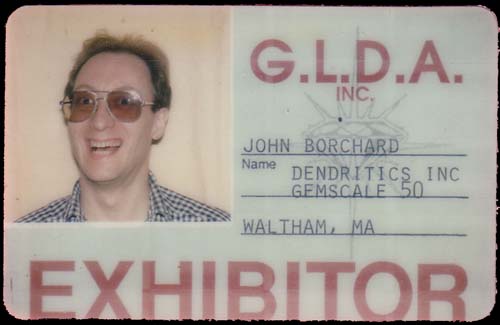 G.L.D.A.
INC.
JOHN BORCHARD
Name
DENDRITICS INC
GEMSCALE 50
WALTHAM, MA
EXHIBITOR